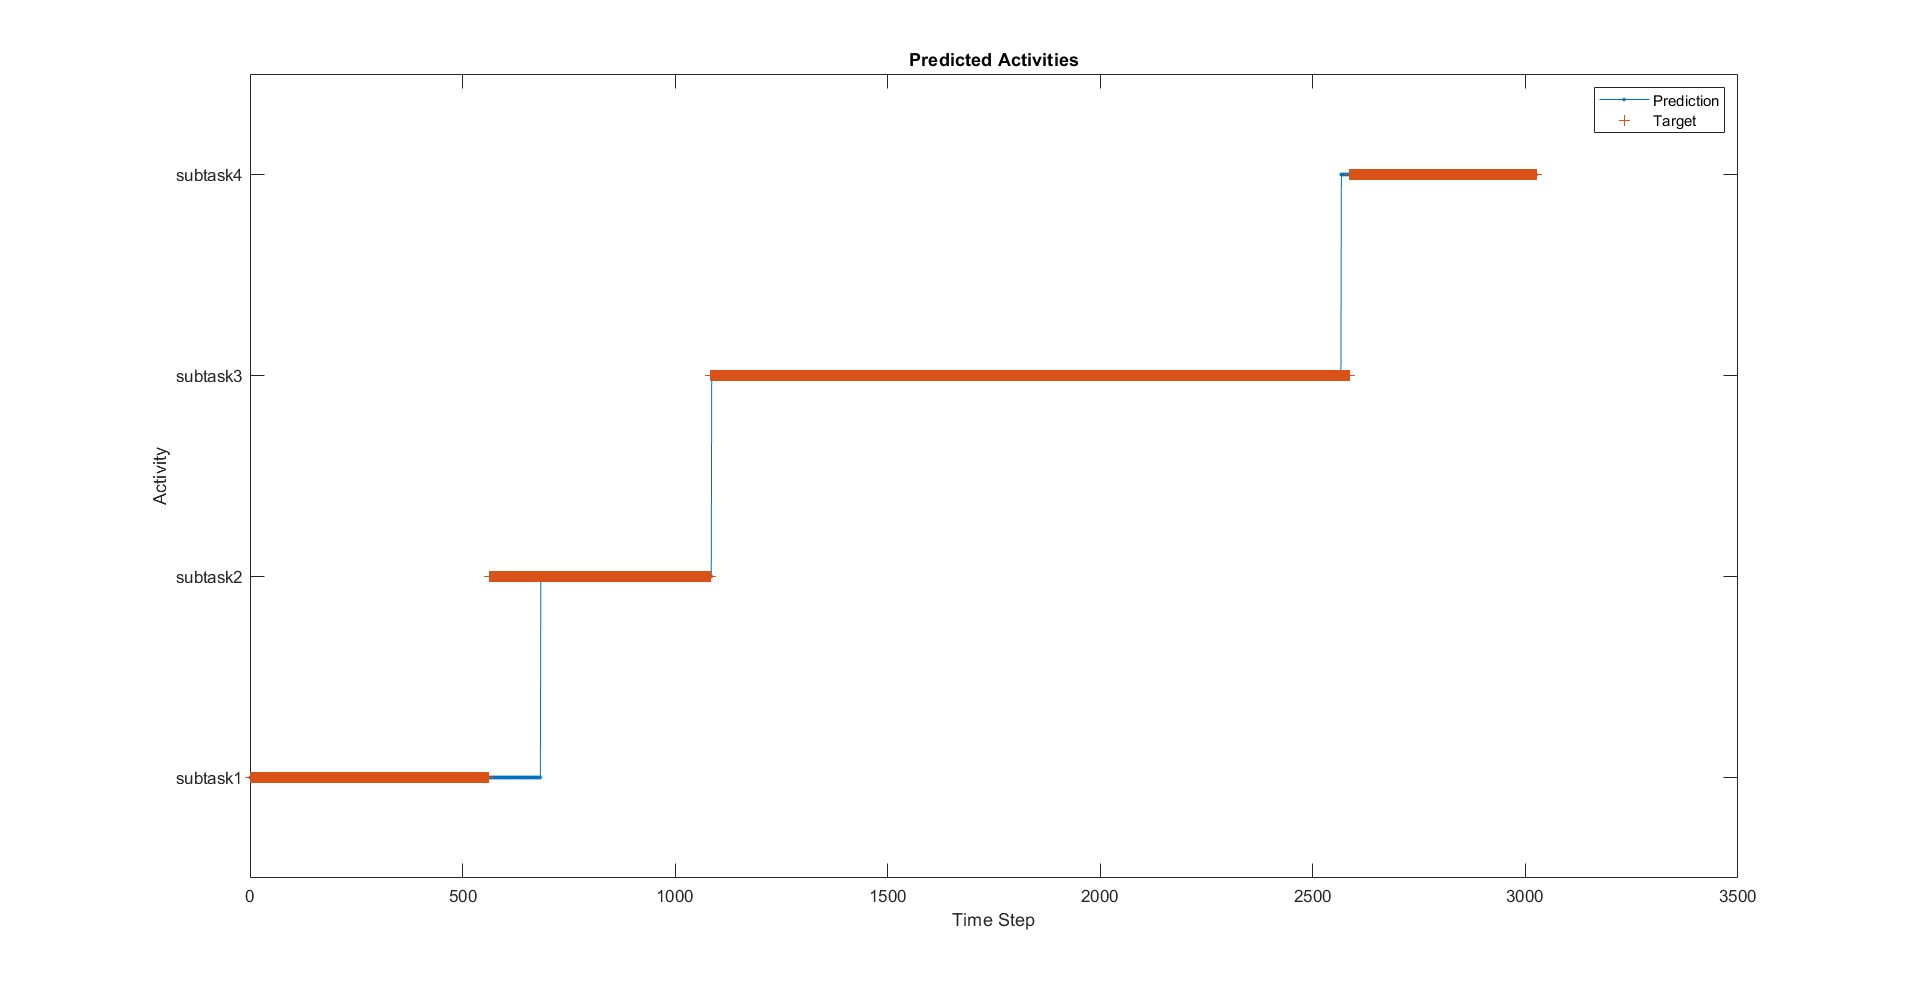 Predicted Activities
Prediction
Target
subtask4
subtask3
subtask2
subtask1
Activity
0 500 1000 1500 2000 2500 3000 3500
Time Step